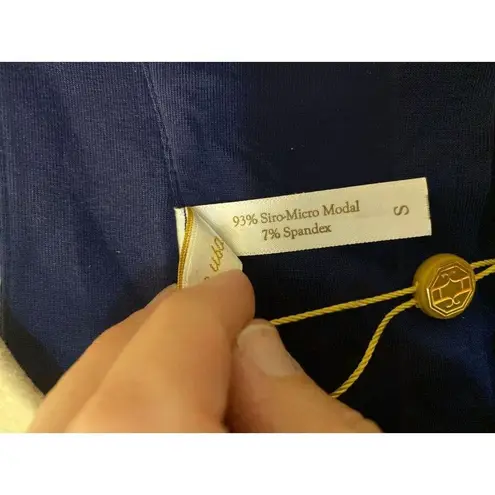 93% Siro-Micro Modal
7% Spandex
S